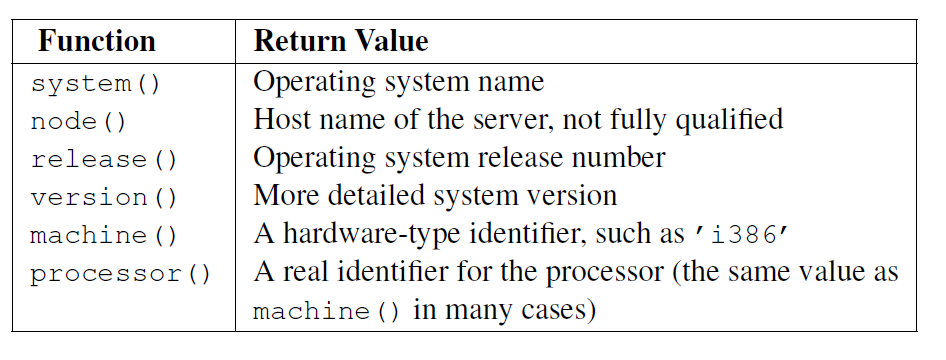 Function Return Value
system() Operating system name
node() Host name of the server, not fully qualified
release() Operating system release number
version() More detailed system version
machine() A hardware-type identifier, such as ’i386’
processor() A real identifier for the processor (the same value as
machine() in many cases)